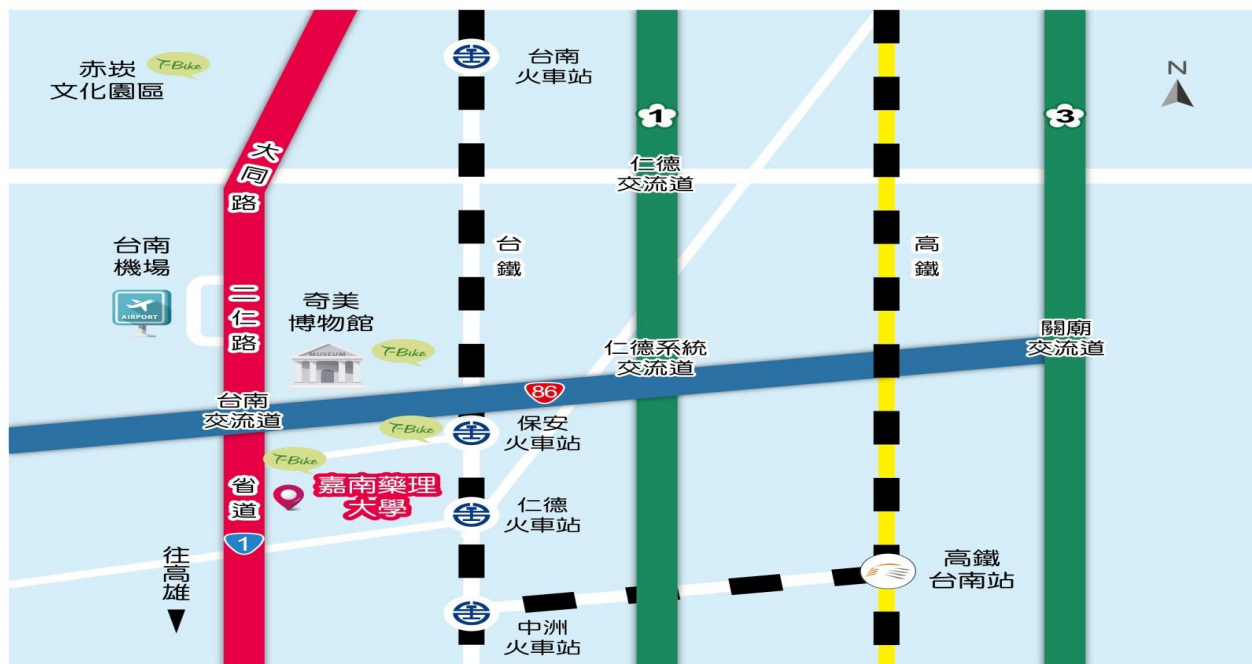 赤崁
文化園區
T-Bike
台南
火車站
N
1
3
大同路
仁德
交流道
台鐵
高鐵
台南
機場
AIRPORT
二仁路
奇美
博物館
MUSEUM
T-Bike
仁德系統
交流道
關廟
交流道
86
台南
交流道
T-Bike
保安
火車站
T-Bike
省道
嘉南藥理
大學
仁德
火車站
1
往高雄
高鐵
台南站
中洲
火車站